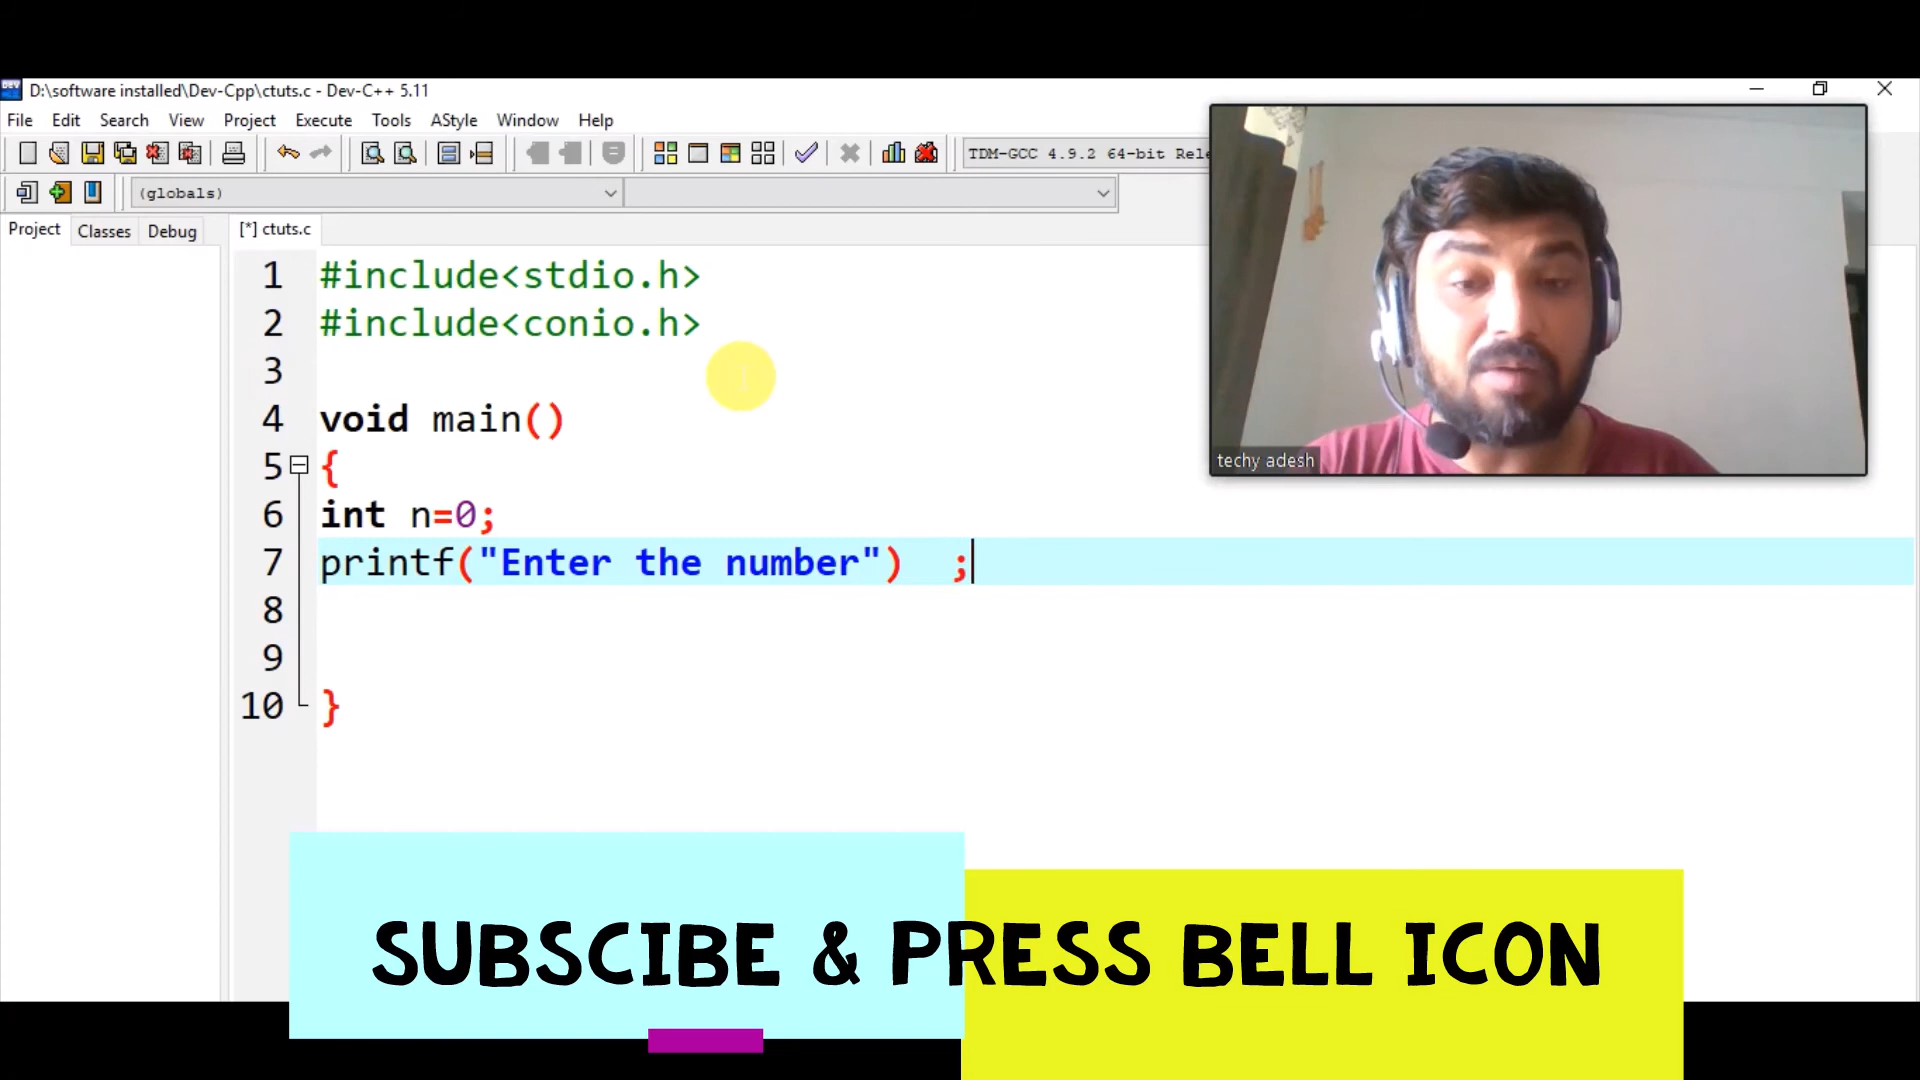 D:\software installed\Dev-Cpp\ctuts.c - Dev-C++ 5.11
File Edit Search View Project Execute Tools AStyle Window Help
TDM-GCC 4.9.2 64-bit Rele
(globals)
Project Classes Debug
[*] ctuts.c
1 #include<stdio.h>
2 #include<conio.h>
3
4 void main()
5 {
6 int n=0;
7 printf("Enter the number")  ;
8
9
10 }
techy adesh
SUBSCIBE & PRESS BELL ICON